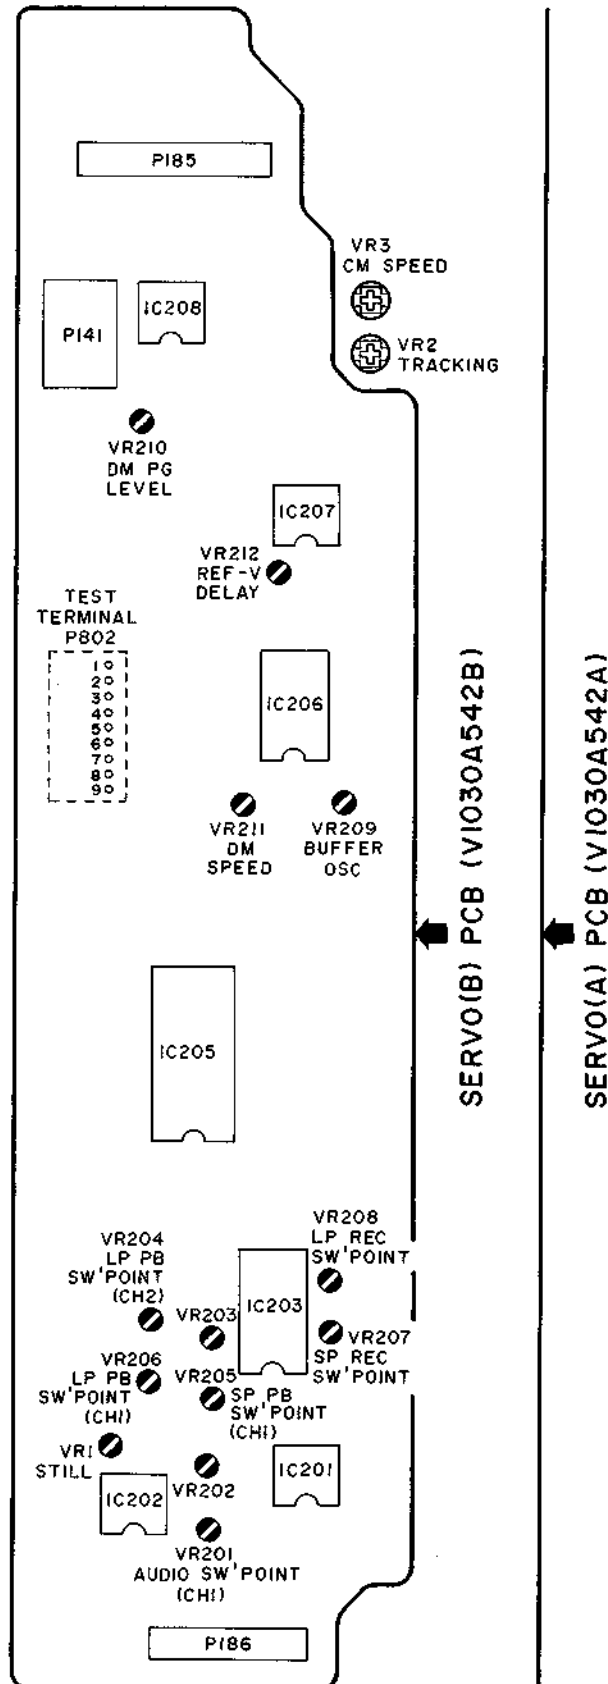 P185
VR3
CM SPEED
IC208
P141
VR2
TRACKING
VR210
DM PG
LEVEL
IC207
VR212
REF-V
DELAY
TEST
TERMINAL
P802
1
2
3
4
5
6
7
8
9
IC206
VR211
DM
SPEED
VR209
BUFFER
OSC
SERVO(B) PCB (V1030A542B)
SERVO(A) PCB (V1030A542A)
IC205
VR208
LP REC
SW'POINT
VR204
LP PB
SW'POINT
(CH2)
IC203
VR203
VR207
SP REC
SW'POINT
VR206
LP PB
SW'POINT
(CH1)
VR205
SP PB
SW'POINT
(CH1)
VR1
STILL
VR202
IC201
IC202
VR201
AUDIO SW'POINT
(CH1)
P186